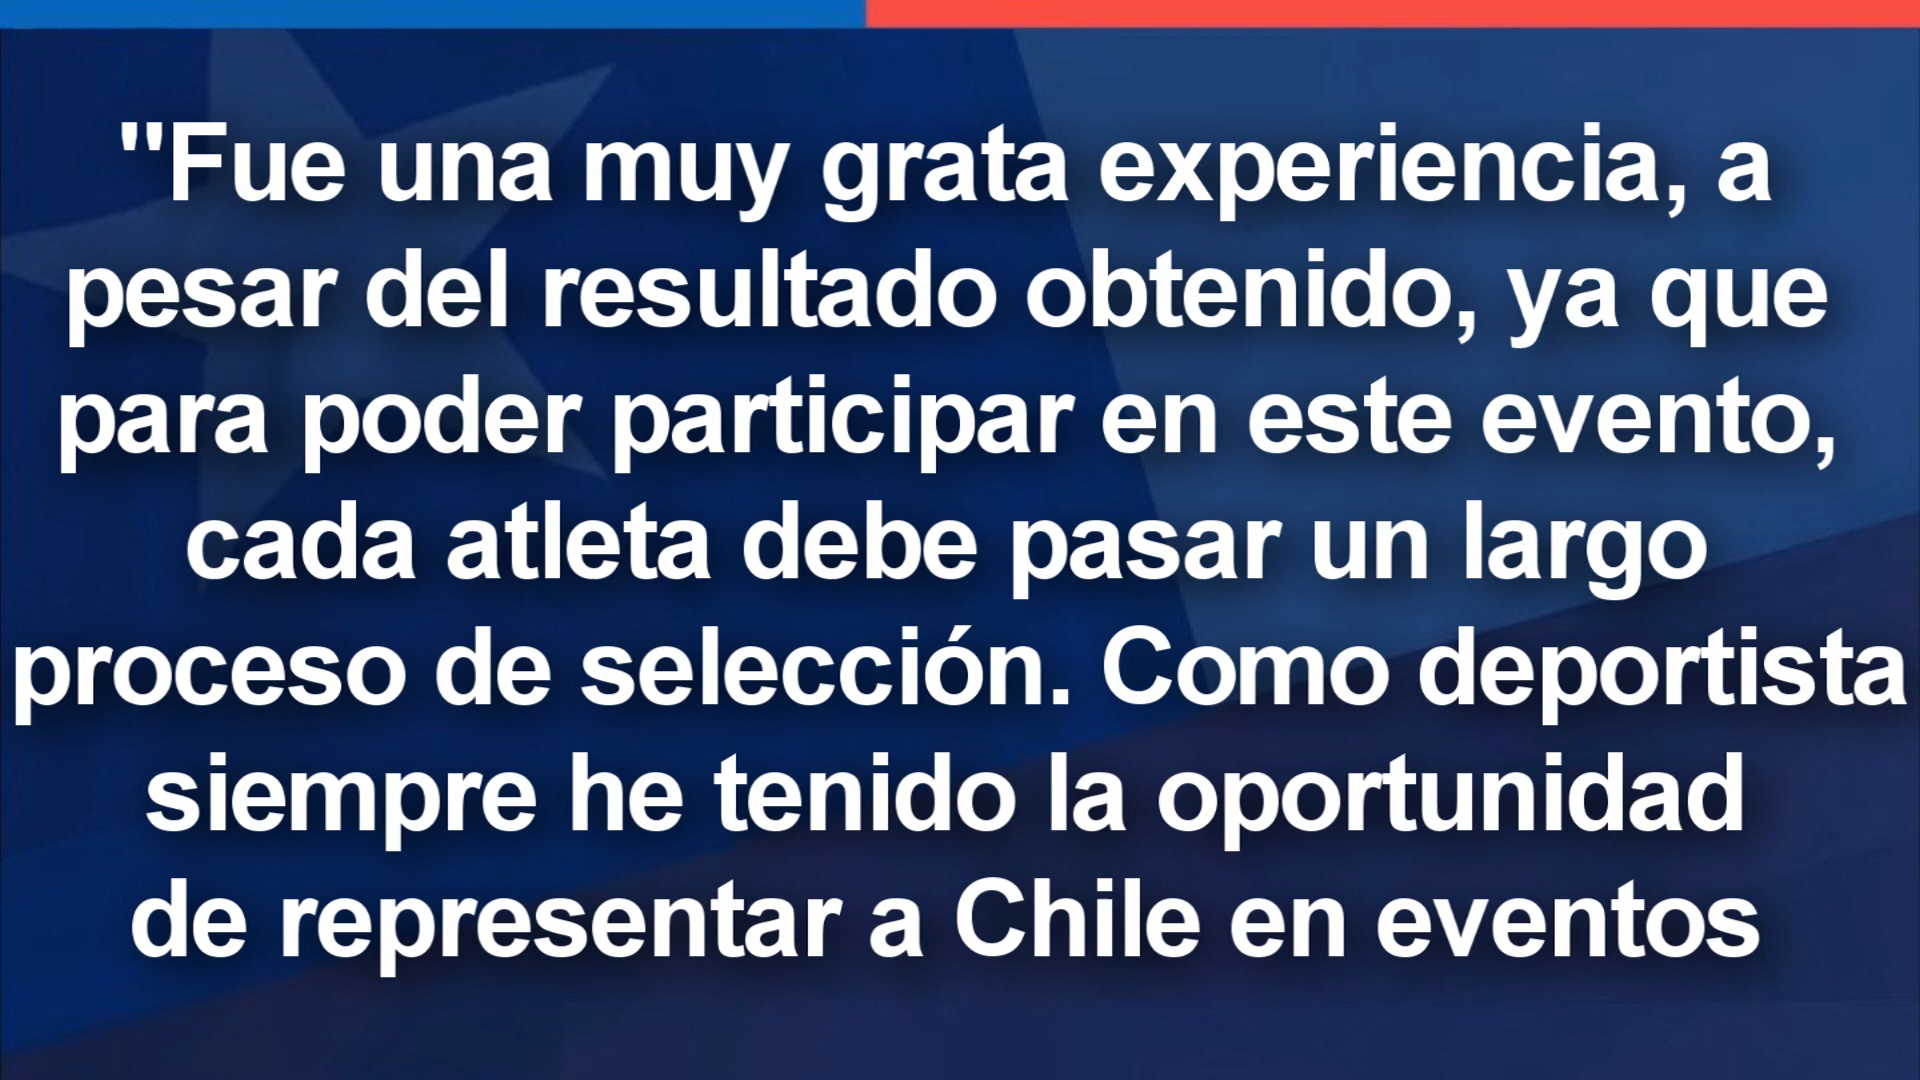 "Fue una muy grata experiencia, a
pesar del resultado obtenido, ya que
para poder participar en este evento,
cada atleta debe pasar un largo
proceso de selección. Como deportista
siempre he tenido la oportunidad
de representar a Chile en eventos